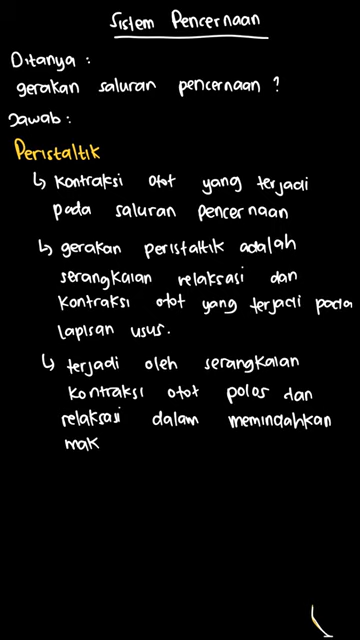 Sistem Pencernaan
Ditanya :
gerakan saluran pencernaan ?
Jawab :
Peristaltik
↳ kontraksi otot yang terjadi
pada saluran pencernaan
↳ gerakan peristaltik adalah
serangkaian relaksasi dan
kontraksi otot yang terjadi pada
lapisan usus.
↳ terjadi oleh serangkaian
kontraksi otot polos dan
relaksasi dalam memindahkan
mak